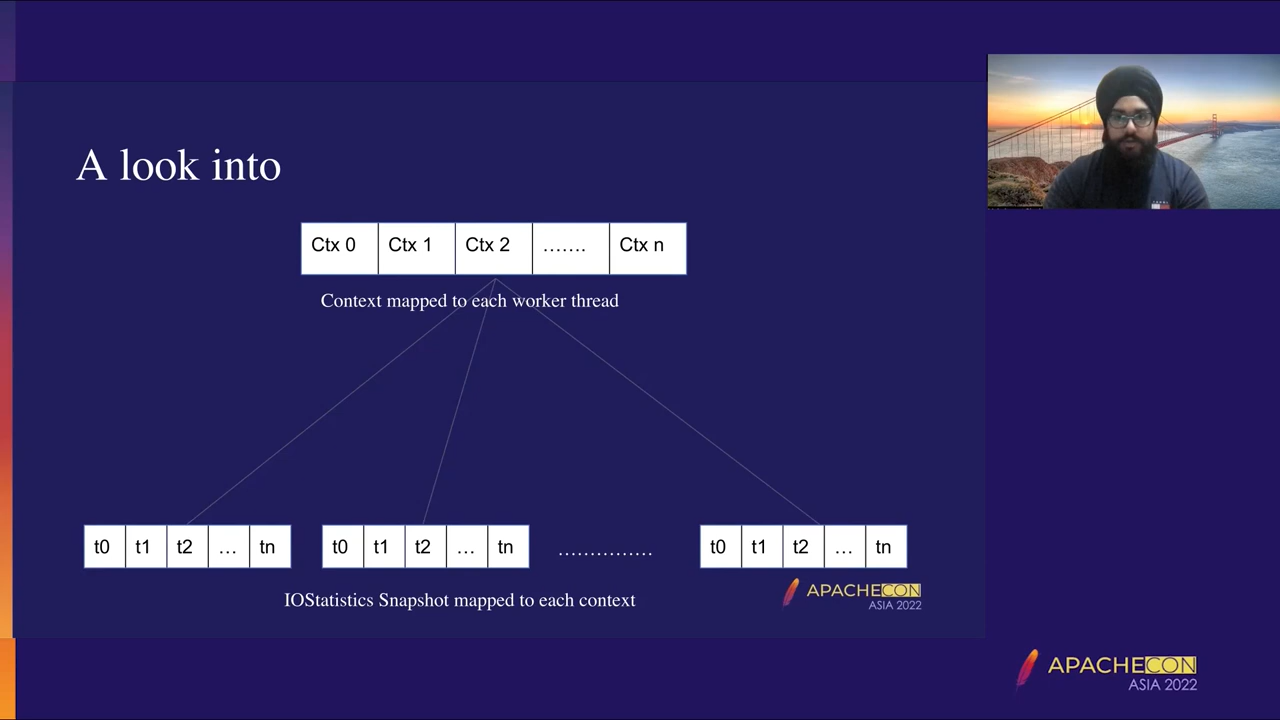 A look into
Ctx 0 Ctx 1 Ctx 2 ....... Ctx n
Context mapped to each worker thread
t0 t1 t2 ... tn t0 t1 t2 ... tn ............... t0 t1 t2 ... tn
IOStatistics Snapshot mapped to each context
APACHECON
ASIA 2022
APACHECON
ASIA 2022